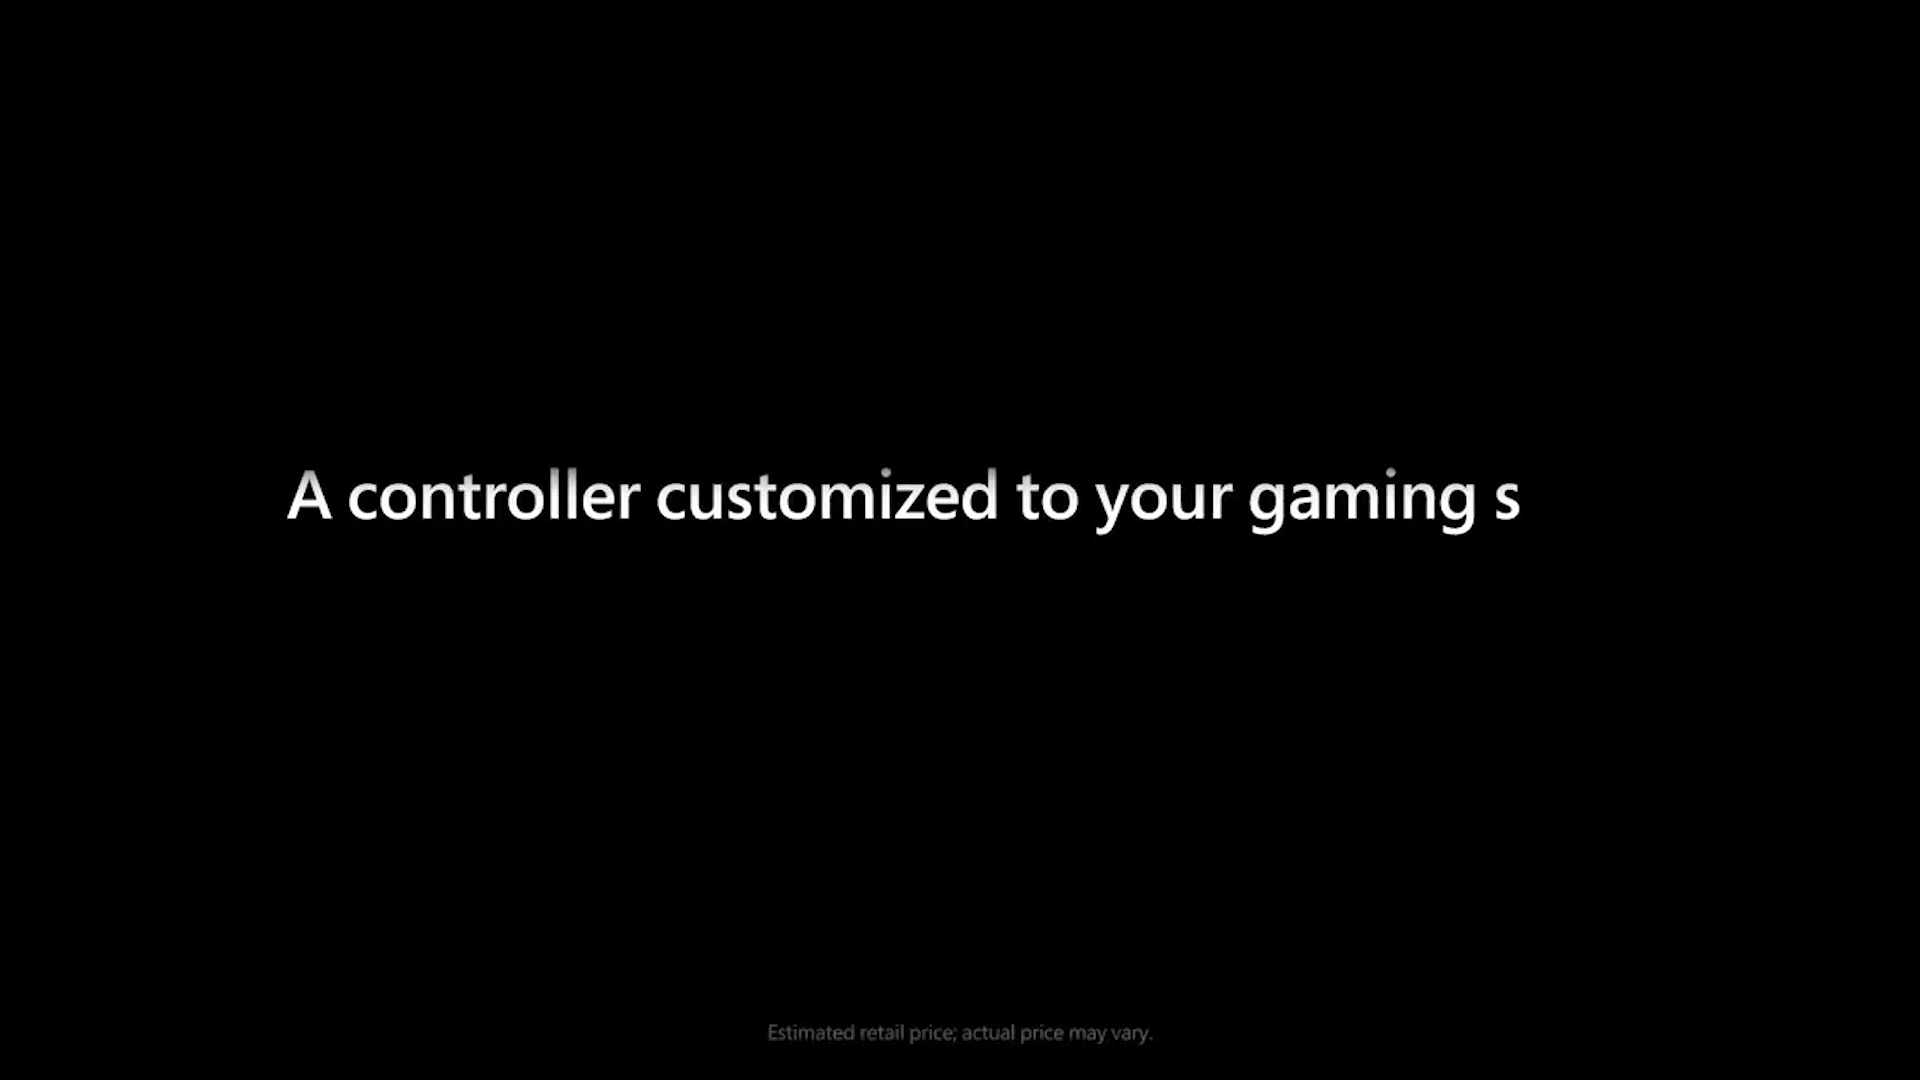 A controller customized to your gaming s
Estimated retail price; actual price may vary.